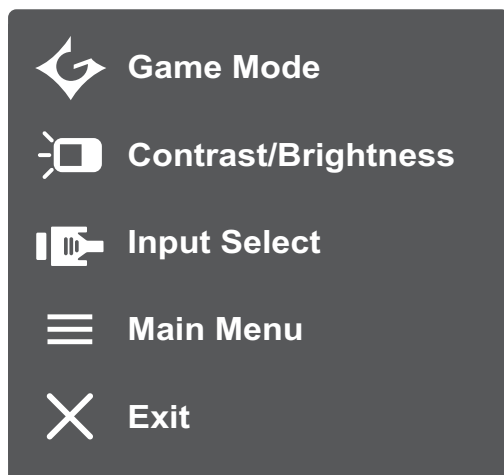 Game Mode
Contrast/Brightness
Input Select
Main Menu
Exit